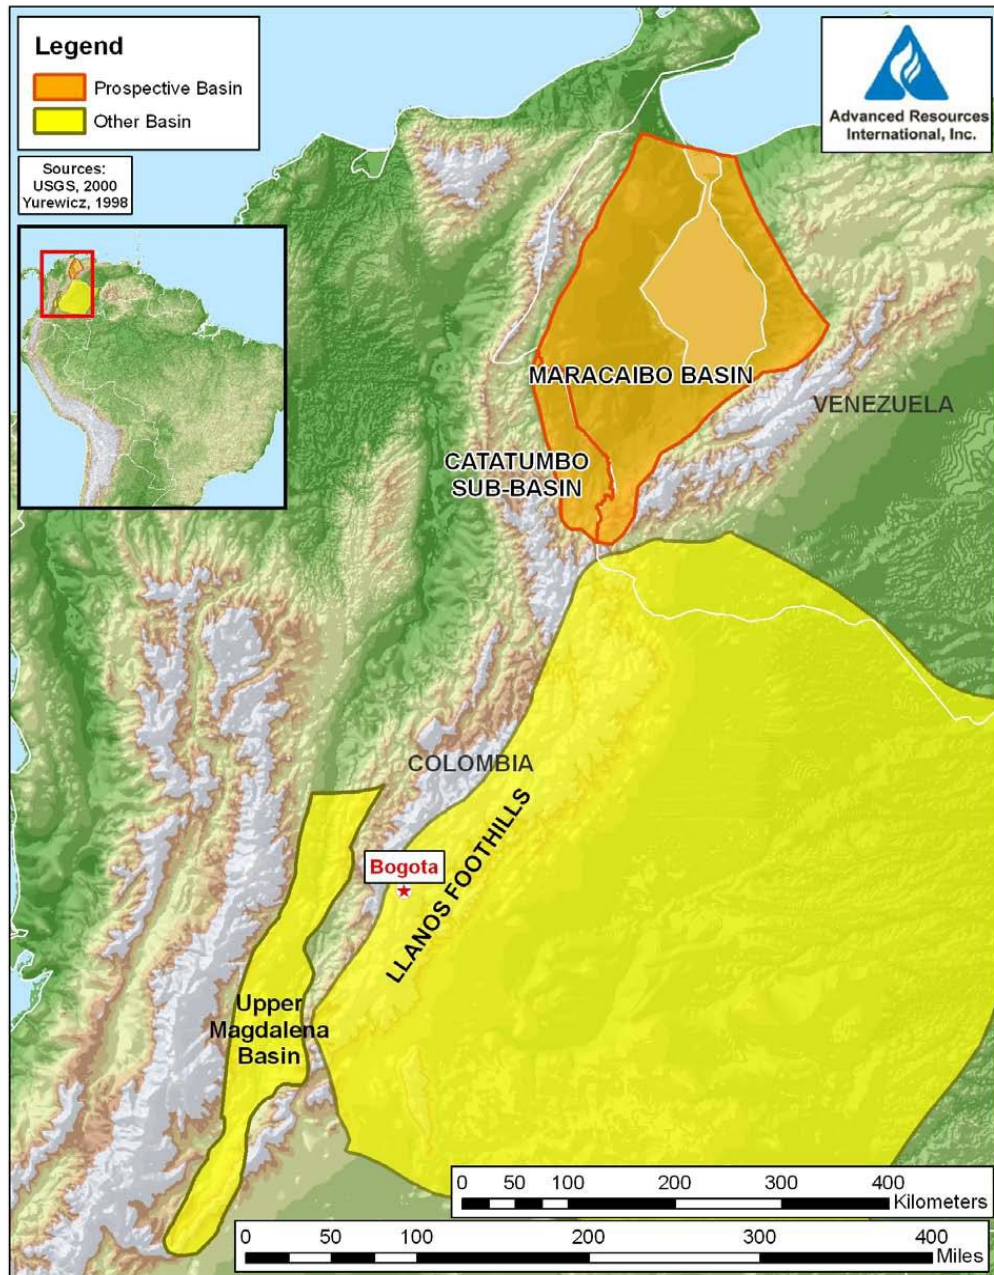 Legend
Prospective Basin
Other Basin
Sources:
USGS, 2000
Yurewicz, 1998
Advanced Resources
International, Inc.
MARACAIBO BASIN
VENEZUELA
CATATUMBO
SUB-BASIN
COLOMBIA
LLANOS FOOTHILLS
Bogota
Upper
Magdalena
Basin
0 50 100 200 300 400
Kilometers
0 50 100 200 300 400
Miles